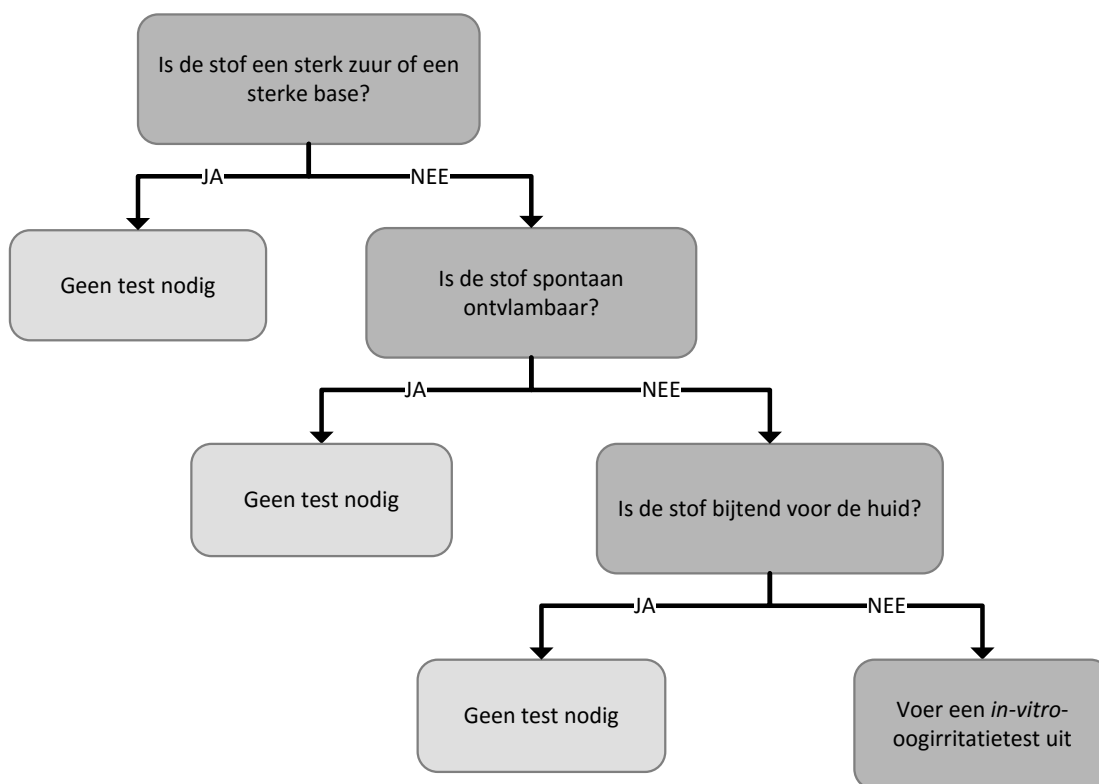 Is de stof een sterk zuur of een
sterke base?
JA
NEE
Geen test nodig
Is de stof spontaan
ontvlambaar?
JA
NEE
Geen test nodig
Is de stof bijtend voor de huid?
JA
NEE
Geen test nodig
Voer een in-vitro-
oogirritatietest uit